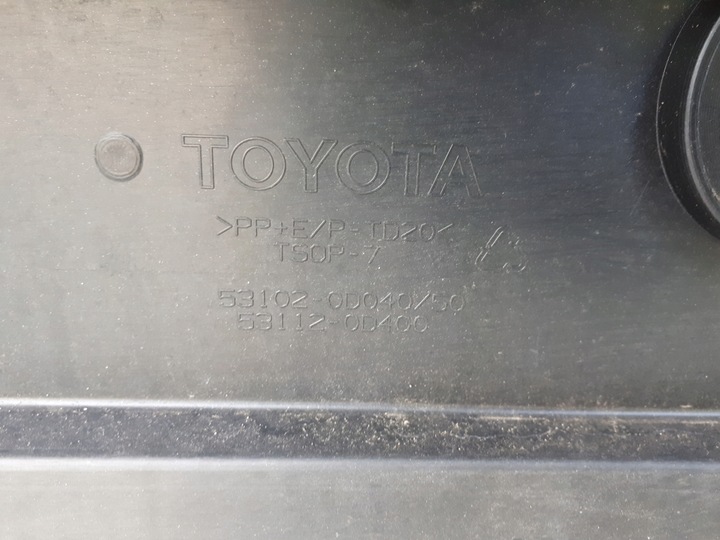 TOYOTA
>PP+E/P-TD20<
TSOP-7
53102-0D040/50
53112-0D400